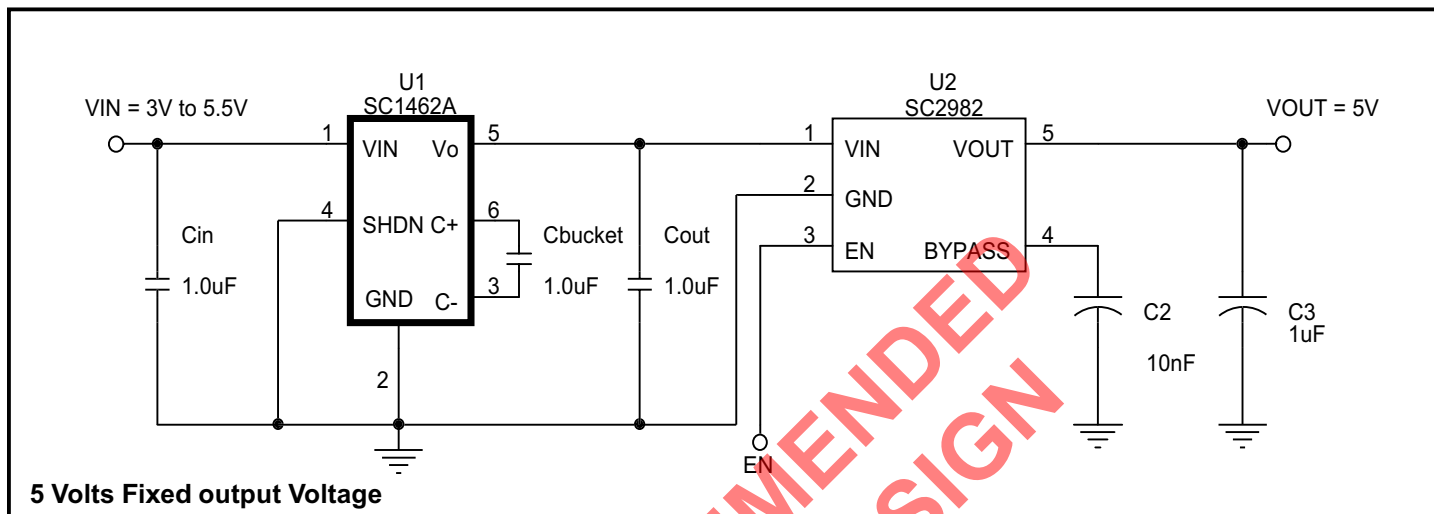 U1
SC1462A
U2
SC2982
VIN = 3V to 5.5V
VOUT = 5V
1
VIN
Vo
5
1
VIN
VOUT
5
2
GND
4
SHDN
C+
6
Cbucket
Cout
3
EN
BYPASS
4
Cin
1.0uF
GND
C-
3
1.0uF
1.0uF
C2
10nF
C3
1uF
2
EN
MENDED
SIGN
5 Volts Fixed output Voltage